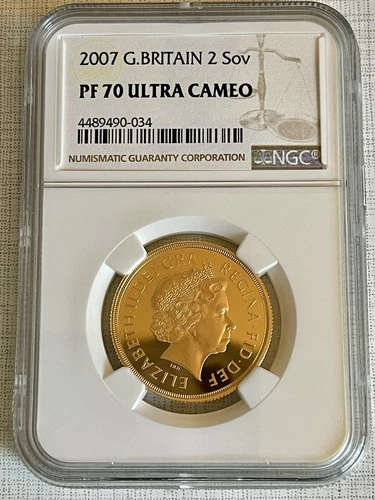 2007 G.BRITAIN 2 Sov
PF 70 ULTRA CAMEO
4489490-034
NUMISMATIC GUARANTY CORPORATION
NGC®
ELIZABETH·II·DEI·GRA REGINA·FID·DEF
IRB